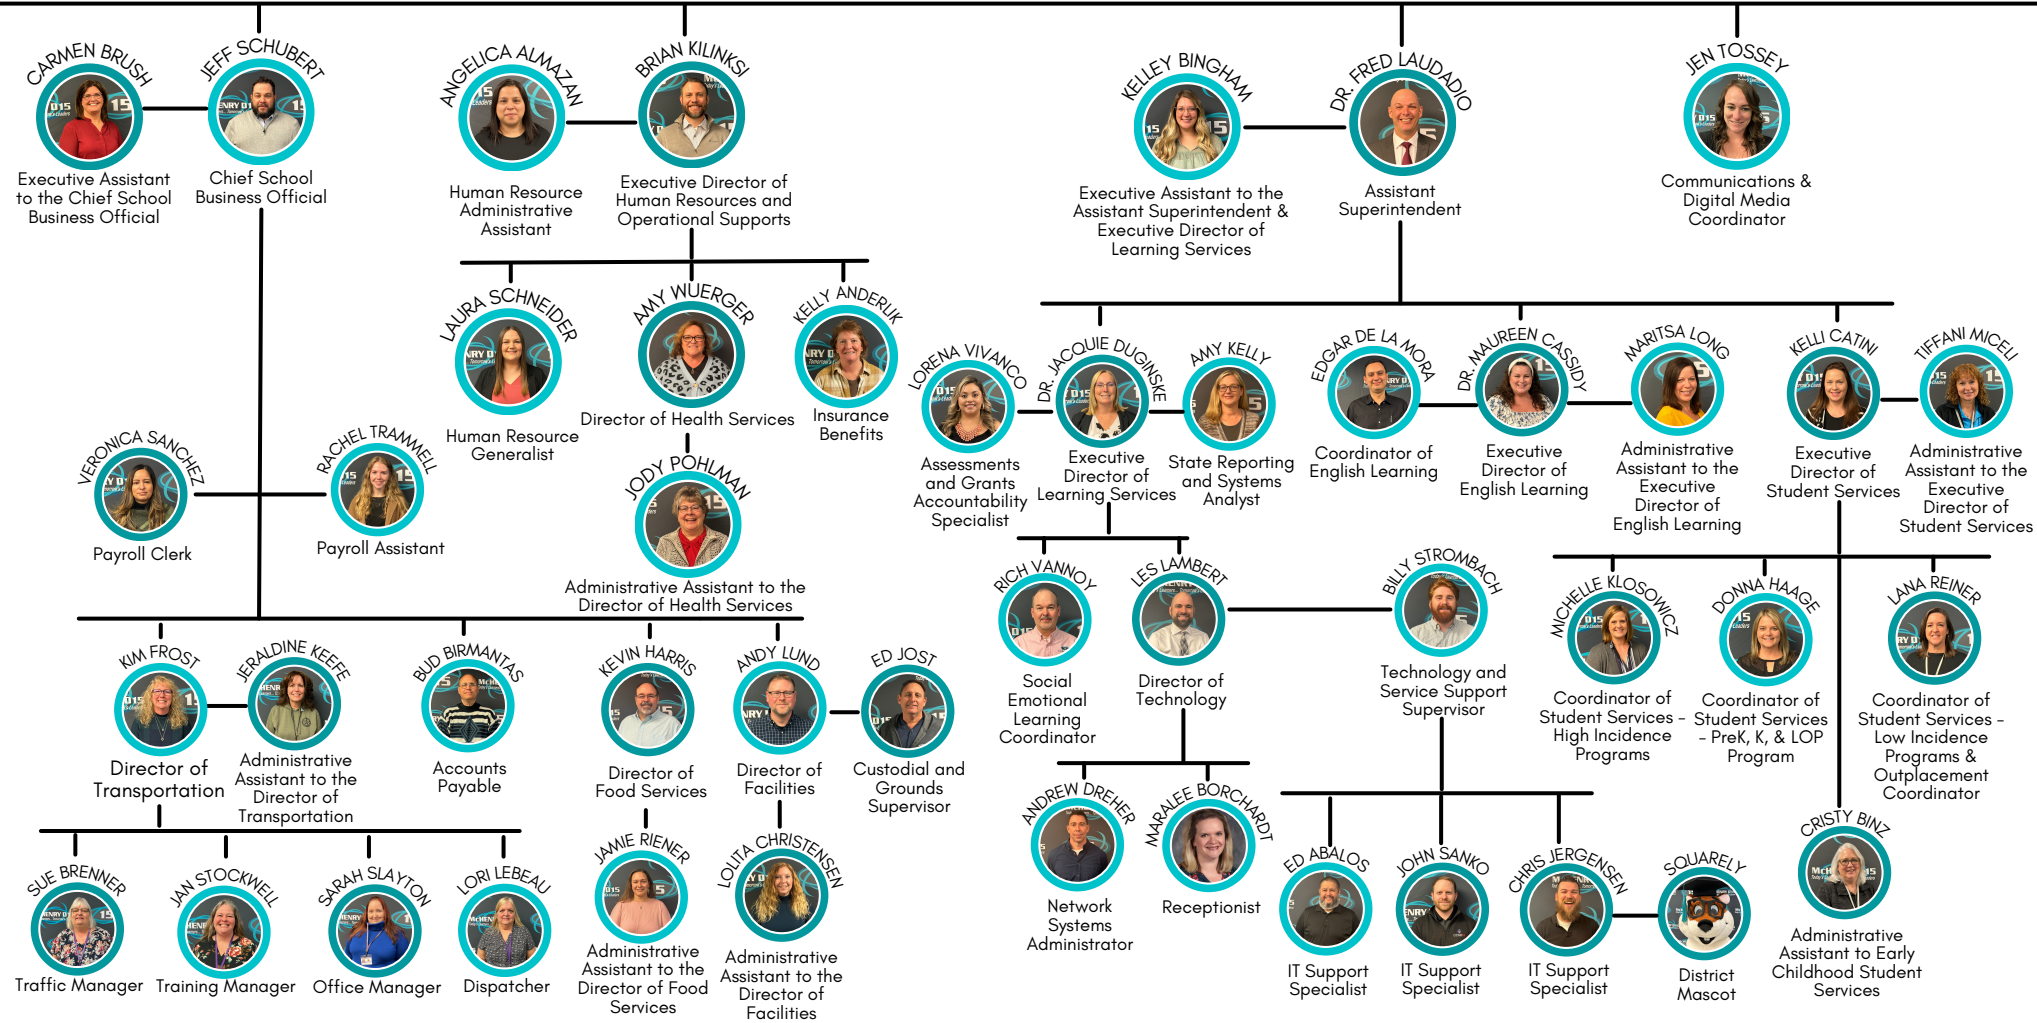 CARMEN BRUSH
Executive Assistant
to the Chief School
Business Official
JEFF SCHUBERT
Chief School
Business Official
ANGELICA ALMAZAN
Human Resource
Administrative
Assistant
BRIAN KILINKSI
Executive Director of
Human Resources and
Operational Supports
KELLEY BINGHAM
Executive Assistant to the
Assistant Superintendent &
Executive Director of
Learning Services
DR. FRED LAUDADIO
Assistant
Superintendent
JEN TOSSEY
Communications &
Digital Media
Coordinator
LAURA SCHNEIDER
Human Resource
Generalist
AMY WUERGER
Director of Health Services
KELLY ANDERLIK
Insurance
Benefits
JODY POHLMAN
Administrative Assistant to the
Director of Health Services
VERONICA SANCHEZ
Payroll Clerk
RACHEL TRAMMELL
Payroll Assistant
LORENA VIVANCO
Assessments
and Grants
Accountability
Specialist
DR. JACQUIE DUGINSKE
Executive
Director of
Learning Services
AMY KELLY
State Reporting
and Systems
Analyst
EDGAR DE LA MORA
Coordinator of
English Learning
DR. MAUREEN CASSIDY
Executive
Director of
English Learning
MARITSA LONG
Administrative
Assistant to the
Executive
Director of
English Learning
KELLI CATINI
Executive
Director of
Student Services
TIFFANI MICELI
Administrative
Assistant to the
Executive
Director of
Student Services
RICH VANNOY
Social
Emotional
Learning
Coordinator
LES LAMBERT
Director of
Technology
BILLY STROMBACH
Technology and
Service Support
Supervisor
MICHELLE KLOSOWICZ
Coordinator of
Student Services -
High Incidence
Programs
DONNA HAAGE
Coordinator of
Student Services
- PreK, K, & LOP
Program
LANA REINER
Coordinator of
Student Services -
Low Incidence
Programs &
Outplacement
Coordinator
KIM FROST
Director of
Transportation
JERALDINE KEEFE
Administrative
Assistant to the
Director of
Transportation
BUD BIRMANTAS
Accounts
Payable
KEVIN HARRIS
Director of
Food Services
ANDY LUND
Director of
Facilities
ED JOST
Custodial and
Grounds
Supervisor
SUE BRENNER
Traffic Manager
JAN STOCKWELL
Training Manager
SARAH SLAYTON
Office Manager
LORI LEBEAU
Dispatcher
JAMIE RIENER
Administrative
Assistant to the
Director of Food
Services
LOLITA CHRISTENSEN
Administrative
Assistant to the
Director of
Facilities
ANDREW DREHER
Network
Systems
Administrator
MARALEE BORCHARDT
Receptionist
ED ABALOS
IT Support
Specialist
JOHN SANKO
IT Support
Specialist
CHRIS JERGENSEN
IT Support
Specialist
SQUARELY
District
Mascot
CRISTY BINZ
Administrative
Assistant to Early
Childhood Student
Services